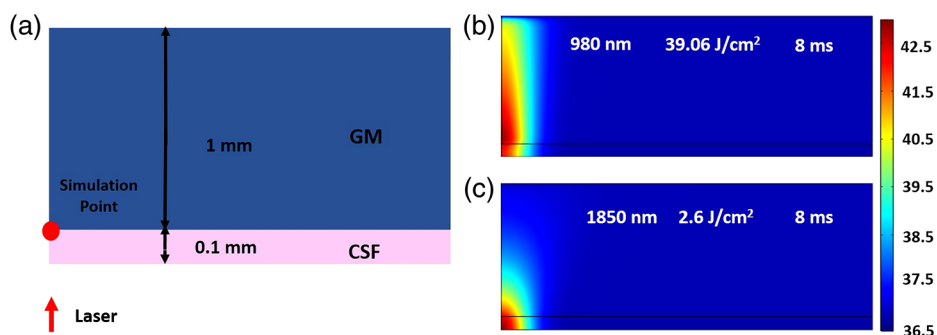 (a)
GM
1 mm
Simulation
Point
0.1 mm
CSF
Laser
(b)
980 nm 39.06 J/cm² 8 ms
(c)
1850 nm 2.6 J/cm² 8 ms
42.5
41.5
40.5
39.5
38.5
37.5
36.5